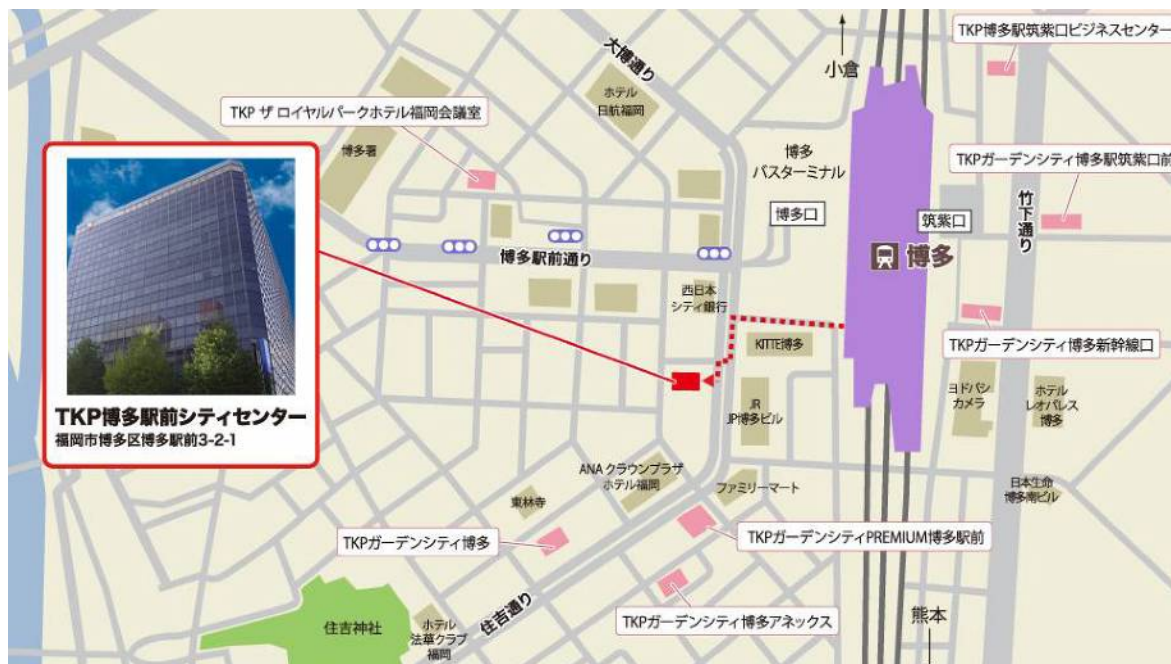 TKP博多駅筑紫口ビジネスセンター
小倉
大博通り
ホテル
日航福岡
TKP ザ ロイヤルパークホテル福岡会議室
博多署
博多
バスターミナル
TKPガーデンシティ博多駅筑紫口前
竹下通り
博多口
筑紫口
博多
博多駅前通り
西日本
シティ銀行
KITTE博多
TKPガーデンシティ博多新幹線口
JR
JP博多ビル
ヨドバシ
カメラ
ホテル
レオパレス
博多
TKP博多駅前シティセンター
福岡市博多区博多駅前3-2-1
ANA クラウンプラザ
ホテル福岡
ファミリーマート
日本生命
博多南ビル
東林寺
TKPガーデンシティ博多
TKPガーデンシティPREMIUM博多駅前
住吉通り
TKPガーデンシティ博多アネックス
住吉神社
ホテル
法華クラブ
福岡
熊本